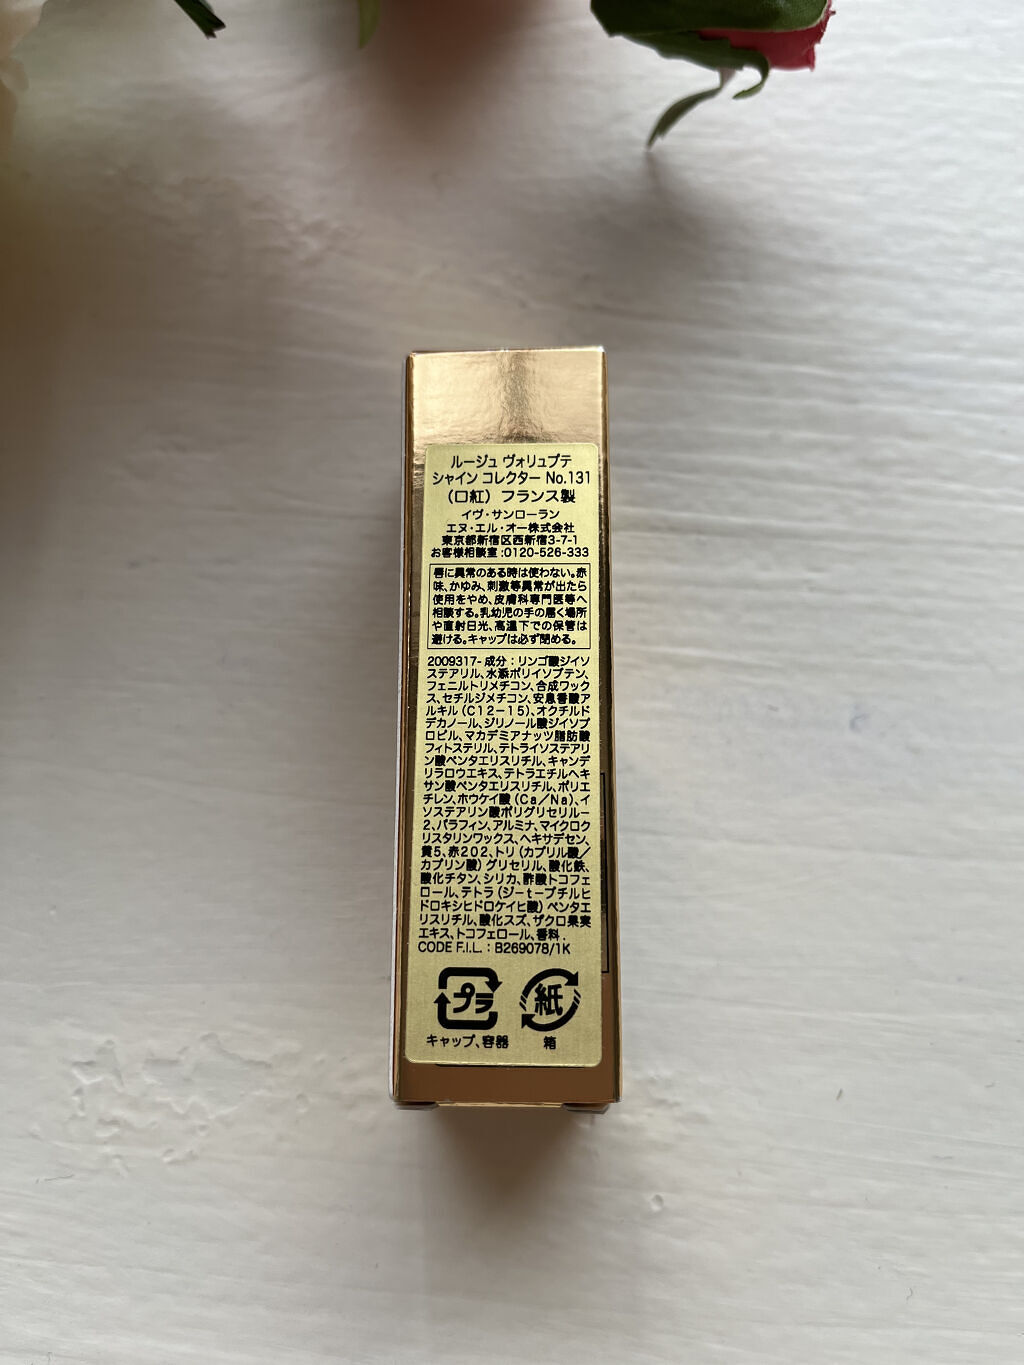 ルージュ ヴォリュプテ
シャイン コレクター No.131
（口紅）フランス製
イヴ・サンローラン
エヌ・エル・オー株式会社
東京都新宿区西新宿3-7-1
お客様相談室:0120-526-333
唇に異常のある時は使わない。赤
味、かゆみ、刺激等異常が出たら
使用をやめ、皮膚科専門医等へ
相談する。乳幼児の手の届く場所
や直射日光、高温下での保管は
避ける。キャップは必ず閉める。
2009317- 成分：リンゴ酸ジイソ
ステアリル、水添ポリイソブテン、
フェニルトリメチコン、合成ワック
ス、セチルジメチコン、安息香酸ア
ルキル（C12－15）、オクチルド
デカノール、ジリノール酸ジイソプ
ロピル、マカデミアナッツ脂肪酸
フィトステリル、テトライソステアリ
ン酸ペンタエリスリチル、キャンデ
リラロウエキス、テトラエチルヘキ
サン酸ペンタエリスリチル、ポリエ
チレン、ホウケイ酸（Ca／Na）、イ
ソステアリン酸ポリグリセリル－
2、パラフィン、アルミナ、マイクロク
リスタリンワックス、ヘキサデセン、
黄5、赤202、トリ（カプリル酸／
カプリン酸）グリセリル、酸化鉄、
酸化チタン、シリカ、酢酸トコフェ
ロール、テトラ（ジ－t－ブチルヒ
ドロキシヒドロケイヒ酸）ペンタエ
リスリチル、酸化スズ、ザクロ果実
エキス、トコフェロール、香料．
CODE F.I.L.：B269078/1K
プラ 紙
キャップ、容器 箱